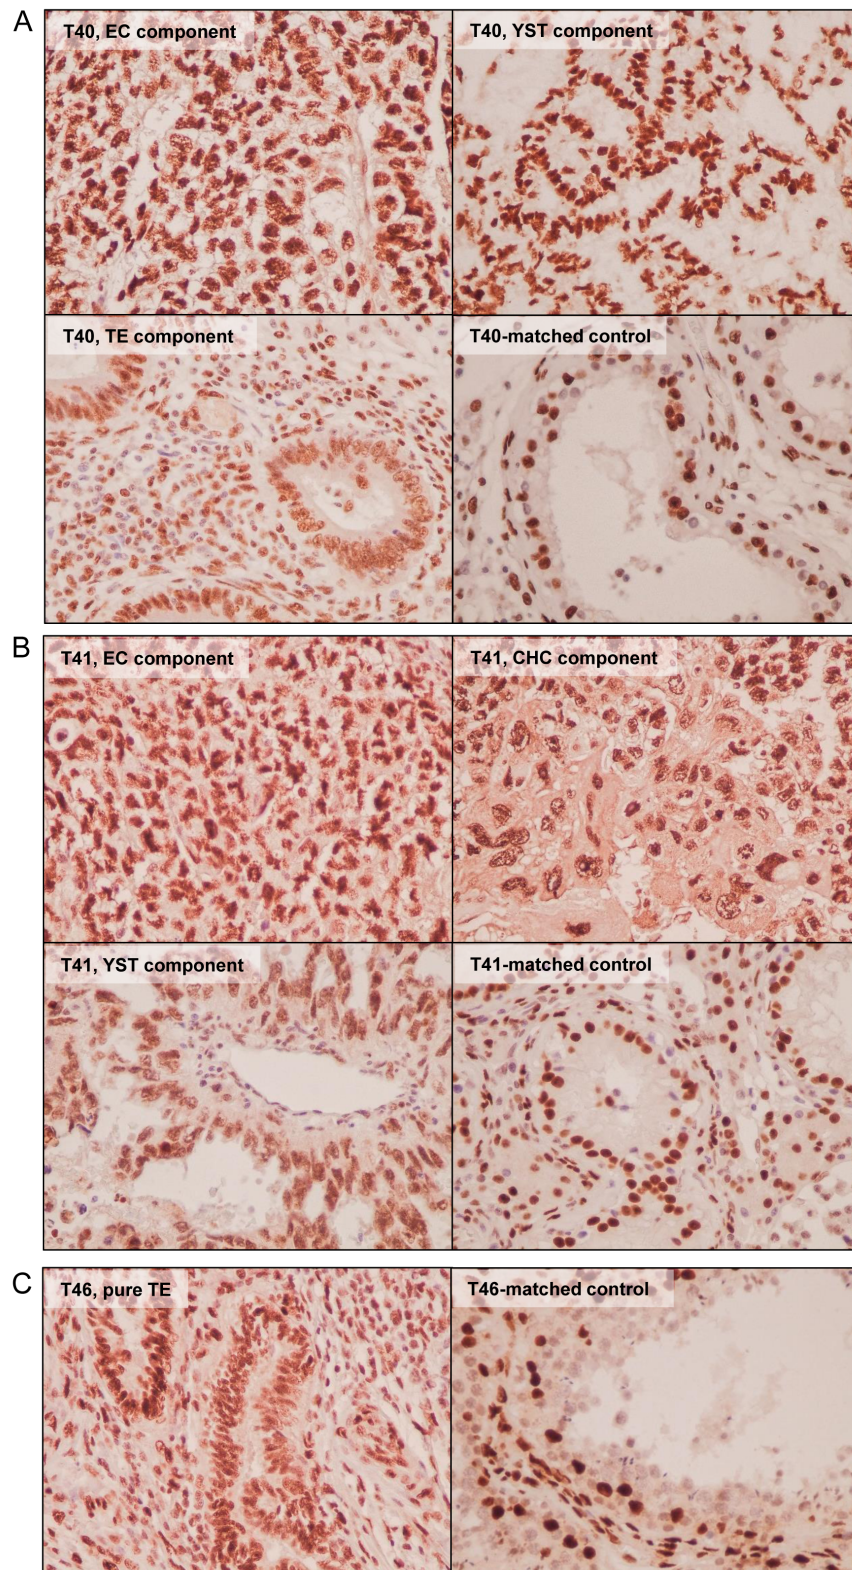 A
T40, EC component
T40, YST component
T40, TE component
T40-matched control
B
T41, EC component
T41, CHC component
T41, YST component
T41-matched control
C
T46, pure TE
T46-matched control